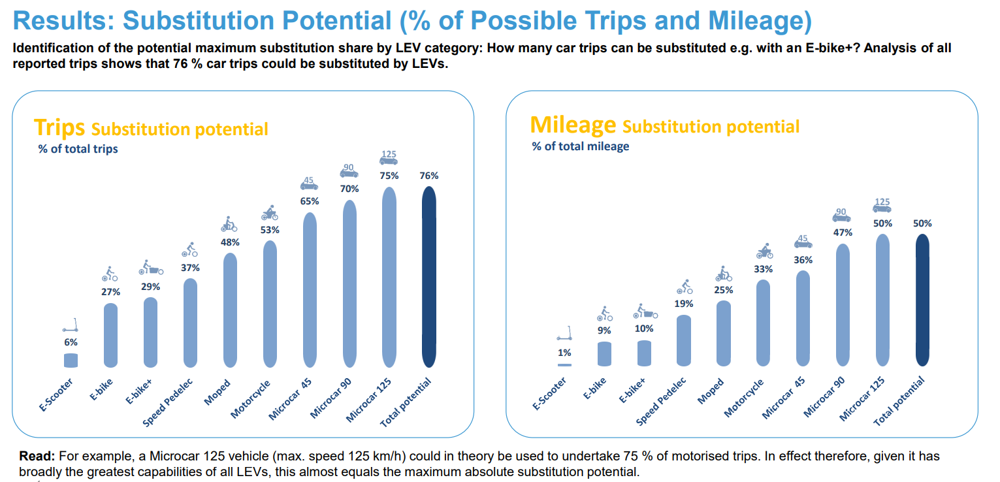 Results: Substitution Potential (% of Possible Trips and Mileage)
Identification of the potential maximum substitution share by LEV category: How many car trips can be substituted e.g. with an E-bike+? Analysis of all
reported trips shows that 76 % car trips could be substituted by LEVs.
Trips Substitution potential
% of total trips
6%
27%
29%
37%
48%
53%
45
65%
90
70%
125
75%
76%
E-Scooter
E-bike
E-bike+
Speed Pedelec
Moped
Motorcycle
Microcar 45
Microcar 90
Microcar 125
Total potential
Mileage Substitution potential
% of total mileage
1%
9%
10%
19%
25%
33%
45
36%
90
47%
125
50%
50%
E-Scooter
E-bike
E-bike+
Speed Pedelec
Moped
Motorcycle
Microcar 45
Microcar 90
Microcar 125
Total potential
Read: For example, a Microcar 125 vehicle (max. speed 125 km/h) could in theory be used to undertake 75 % of motorised trips. In effect therefore, given it has
broadly the greatest capabilities of all LEVs, this almost equals the maximum absolute substitution potential.